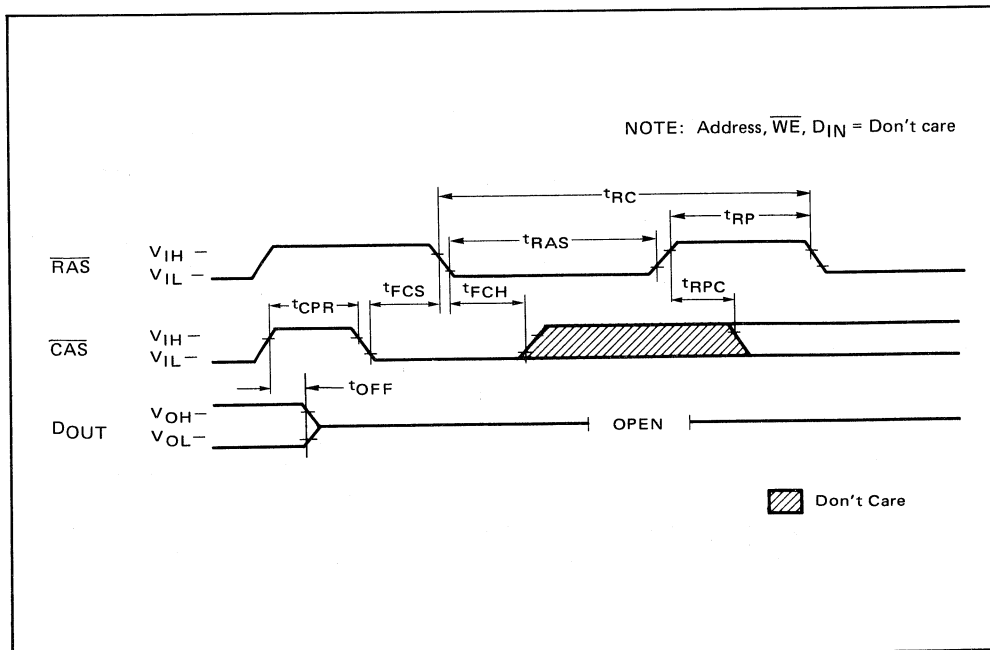 NOTE: Address, WE, DIN = Don't care
tRC
tRP
tRAS
RAS
VIH
VIL
tCPR
tFCS
tFCH
tRPC
CAS
VIH
VIL
tOFF
DOUT
VOH
VOL
OPEN
Don't Care